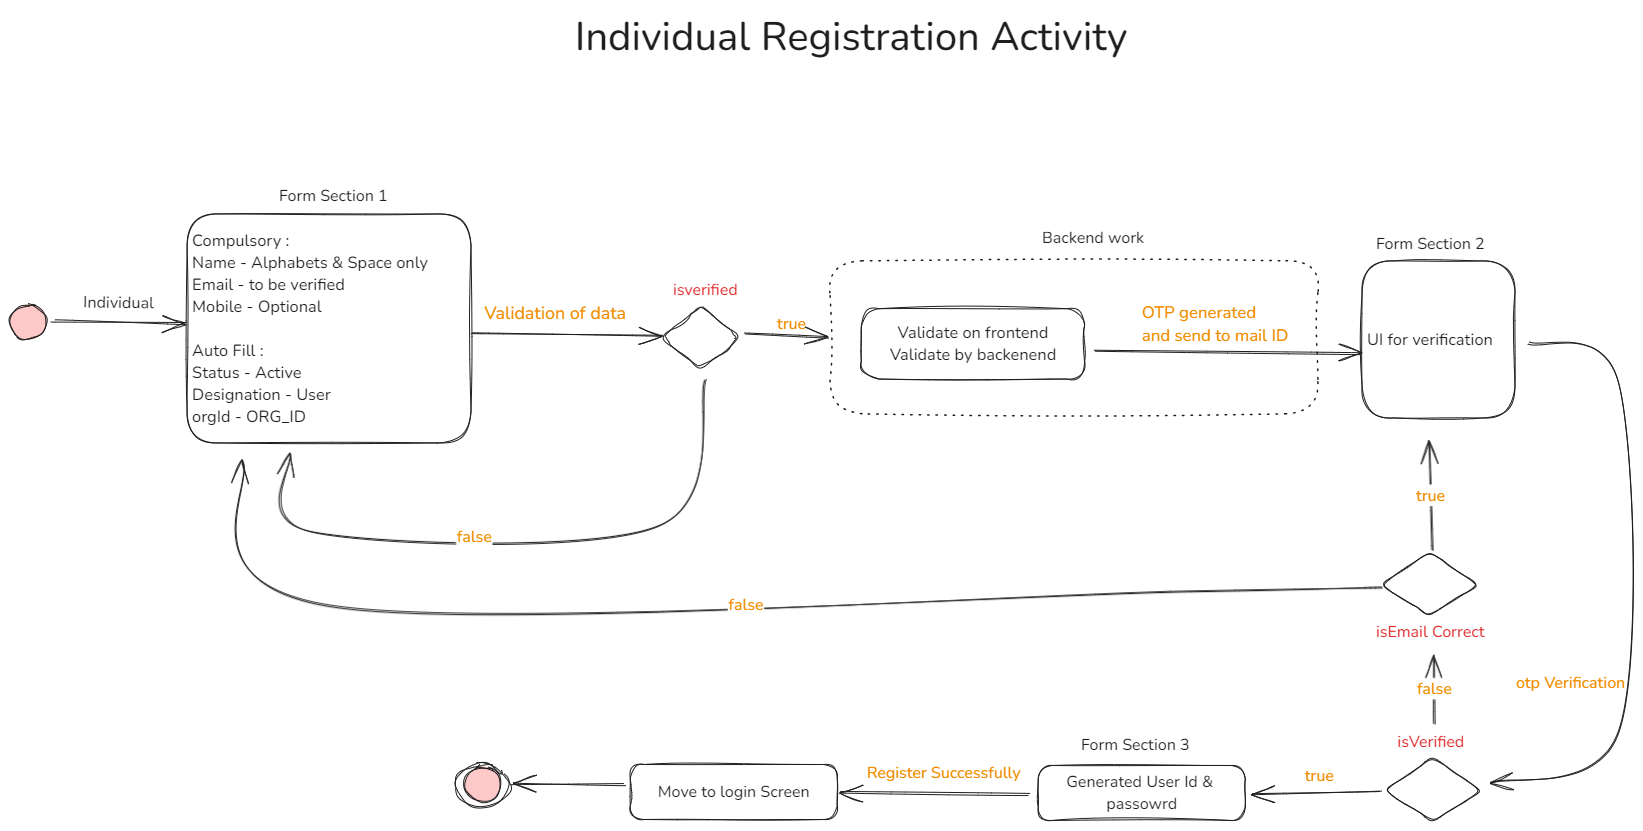 Individual Registration Activity
Form Section 1
Individual
Compulsory :
Name - Alphabets & Space only
Email - to be verified
Mobile - Optional
Auto Fill :
Status - Active
Designation - User
orgId - ORG_ID
Validation of data
isverified
true
false
Backend work
Validate on frontend
Validate by backenend
OTP generated
and send to mail ID
Form Section 2
UI for verification
true
false
isEmail Correct
false
otp Verification
isVerified
true
Form Section 3
Generated User Id &
passowrd
Register Successfully
Move to login Screen